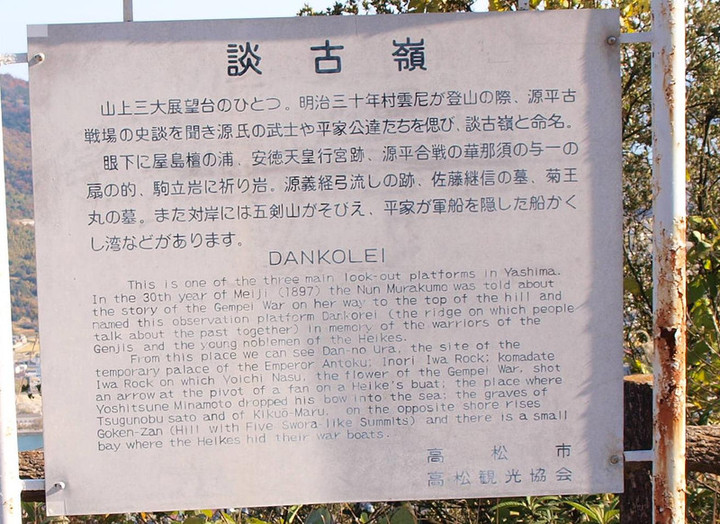 談古嶺
山上三大展望台のひとつ。明治三十年村雲尼が登山の際、源平古
戦場の史談を聞き源氏の武士や平家公達たちを偲び、談古嶺と命名。
眼下に屋島檀の浦、安徳天皇行宮跡、源平合戦の華那須の与一の
扇の的、駒立岩に祈り岩。源義経弓流しの跡、佐藤継信の墓、菊王
丸の墓。また対岸には五剣山がそびえ、平家が軍船を隠した船かく
し湾などがあります。
DANKOLEI
This is one of the three main look-out platforms in Yashima.
In the 30th year of Meiji (1897) the Nun Murakumo was told about
the story of the Gempei War on her way to the top of the hill and
named this observation platform Dankorei (the ridge on which people
talk about the past together) in memory of the warriors of the
Genjis and the young noblemen of the Heikes.
From this place we can see Dan-no Ura, the site of the
temporary palace of the Emperor Antoku; Inori Iwa Rock; komadate
Iwa Rock on which Yoichi Nasu, the flower of the Gempei War, shot
an arrow at the pivot of a fan on a Heike's buat; the place where
Yoshitsune Minamoto dropped his bow into the sea; the graves of
Tsugunobu sato and of Kikuō-Maru. on the opposite shore rises
Goken-Zan (Hill with Five Swora-like Summits) and there is a small
bay where the Heikes hid their war boats.
高松市
高松観光協会